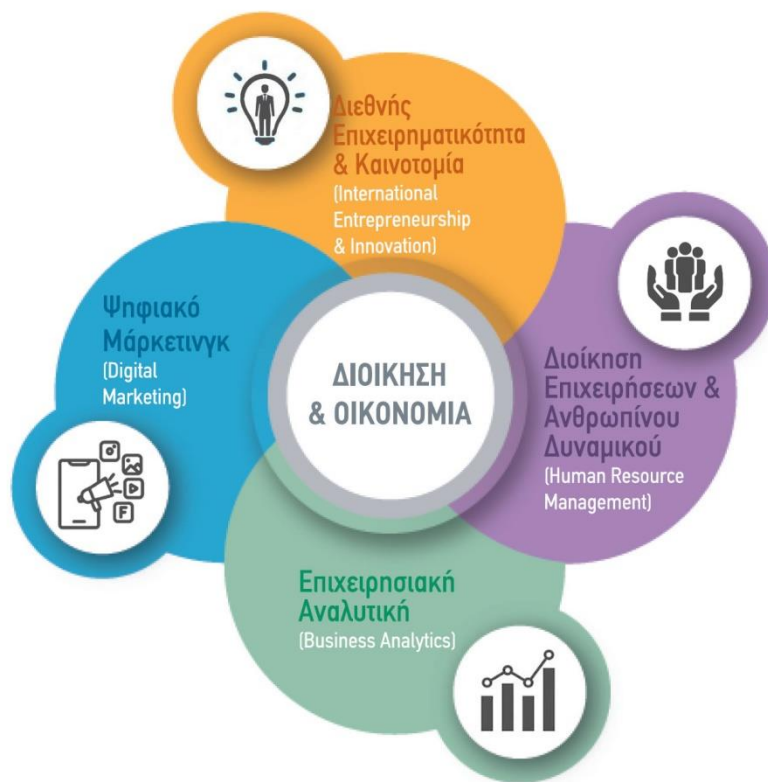 Διεθνής
Επιχειρηματικότητα
& Καινοτομία
(International
Entrepreneurship
& Innovation)
Ψηφιακό
Μάρκετινγκ
(Digital
Marketing)
ΔΙΟΙΚΗΣΗ
& ΟΙΚΟΝΟΜΙΑ
Διοίκηση
Επιχειρήσεων &
Ανθρωπίνου
Δυναμικού
(Human Resource
Management)
Επιχειρησιακή
Αναλυτική
(Business Analytics)
F